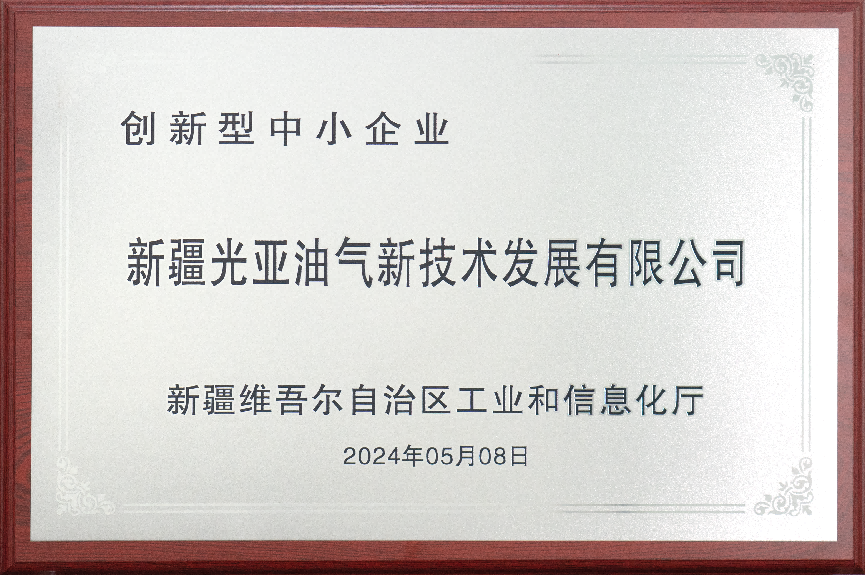 创新型中小企业
新疆光亚油气新技术发展有限公司
新疆维吾尔自治区工业和信息化厅
2024年05月08日